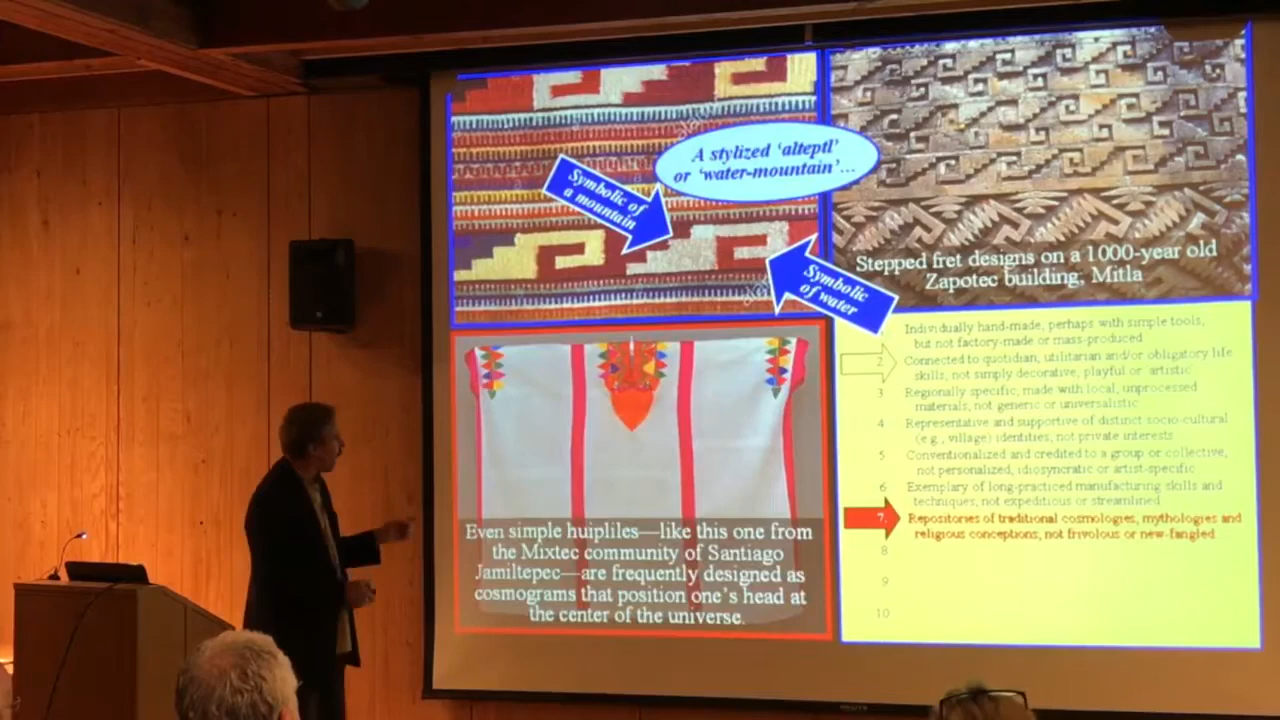 A stylized ‘alteptl’
or ‘water-mountain’...
Symbolic of
a mountain
Symbolic
of water
Stepped fret designs on a 1000-year old
Zapotec building, Mitla
Even simple huipliles—like this one from
the Mixtec community of Santiago
Jamiltepec—are frequently designed as
cosmograms that position one’s head at
the center of the universe.
Individually hand-made, perhaps with simple tools,
but not factory-made or mass-produced
2 Connected to quotidian, utilitarian and/or obligatory life
skills, not simply decorative, playful or artistic
3 Regionally specific, made with local, unprocessed
materials, not generic or universalistic
4 Representative and supportive of distinct socio-cultural
(e.g., village) identities, not private interests
5 Conventionalized and credited to a group or collective,
not personalized, idiosyncratic or artist-specific
6 Exemplary of long-practiced manufacturing skills and
techniques, not expeditious or streamlined
7. Repositories of traditional cosmologies, mythologies and
religious conceptions, not frivolous or new-fangled
8
9
10